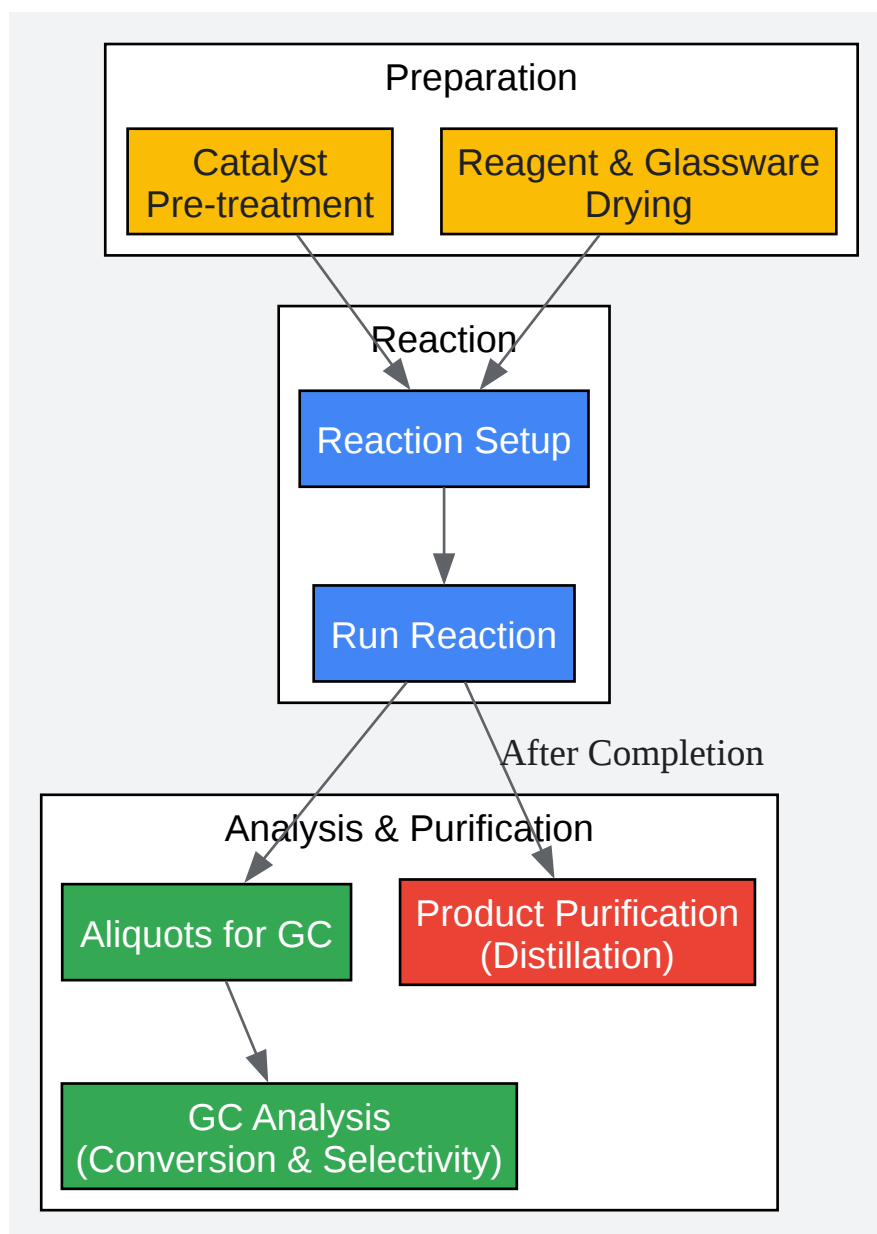 Preparation
Catalyst
Pre-treatment
Reagent & Glassware
Drying
Reaction
Reaction Setup
Run Reaction
After Completion
Analysis & Purification
Aliquots for GC
Product Purification
(Distillation)
GC Analysis
(Conversion & Selectivity)